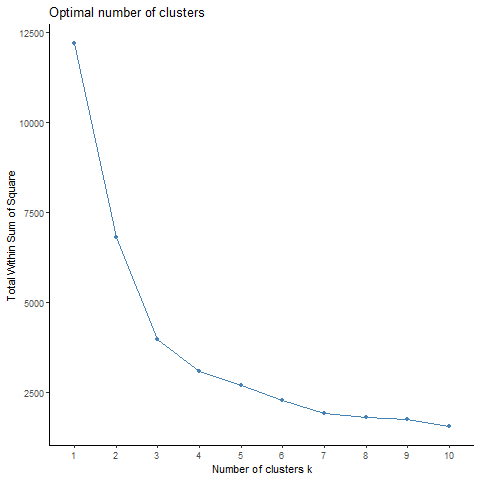 Optimal number of clusters
12500
10000
7500
5000
2500
Total Within Sum of Square
1 2 3 4 5 6 7 8 9 10
Number of clusters k